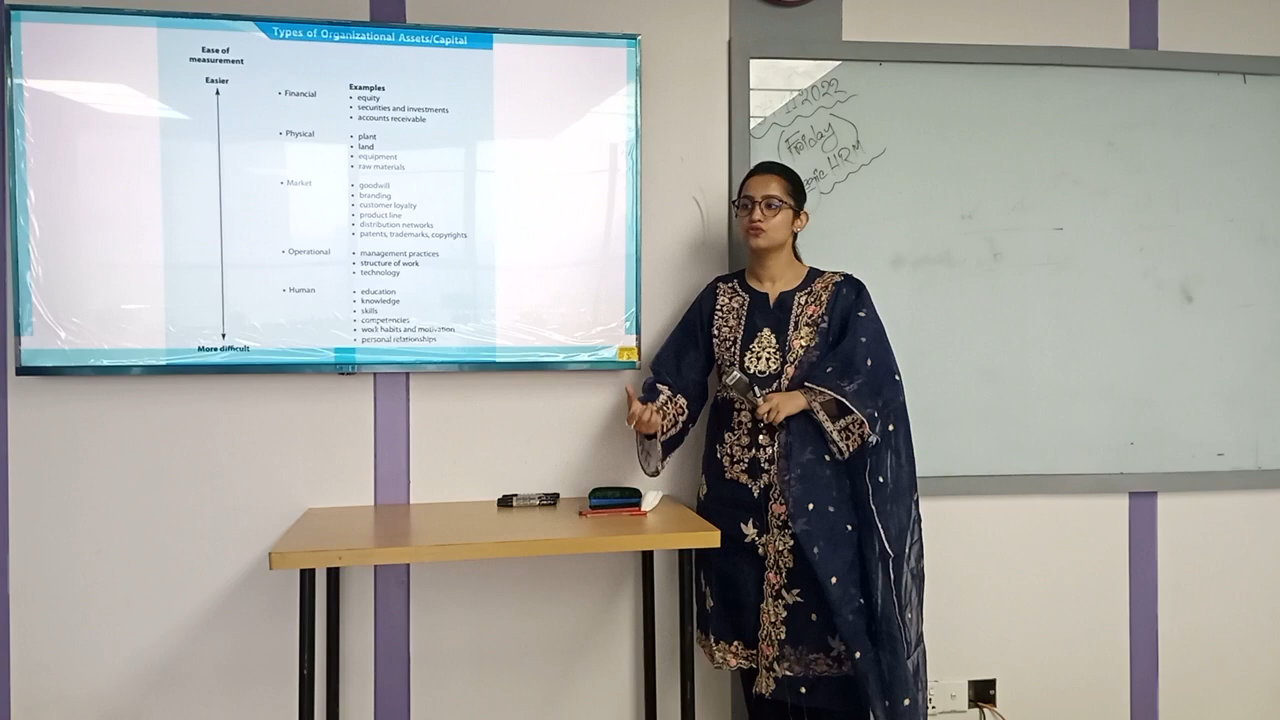 Types of Organizational Assets/Capital
Ease of
measurement
Easier
Examples
• Financial
• equity
• securities and investments
• accounts receivable
• Physical
• plant
• land
• equipment
• raw materials
• Market
• goodwill
• branding
• customer loyalty
• product line
• distribution networks
• patents, trademarks, copyrights
• Operational
• management practices
• structure of work
• technology
• Human
• education
• knowledge
• skills
• competencies
• work habits and motivation
• personal relationships
More difficult
2022
HRM